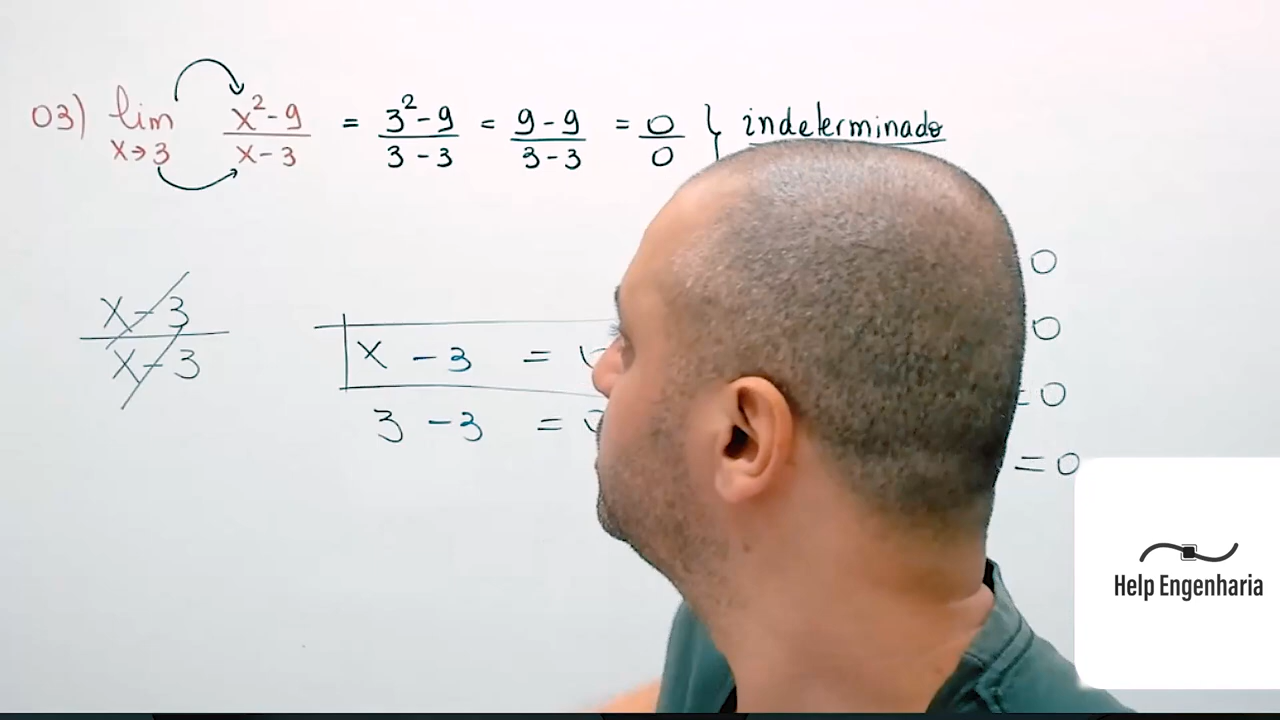 03) lim x→3 x²-9 / x-3 = 3²-9 / 3-3 = 9-9 / 3-3 = 0 / 0 } indeterminado
0
x-3 / x-3
0
x - 3 =
=0
3 - 3 =
=0
Help Engenharia